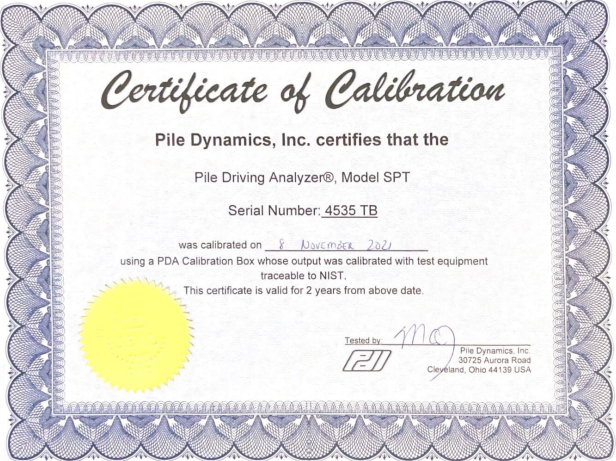 Certificate of Calibration
Pile Dynamics, Inc. certifies that the
Pile Driving Analyzer®, Model SPT
Serial Number: 4535 TB
was calibrated on 8 November 2021
using a PDA Calibration Box whose output was calibrated with test equipment
traceable to NIST.
This certificate is valid for 2 years from above date.
Tested by:
PDI
Pile Dynamics, Inc
30725 Aurora Road
Cleveland, Ohio 44139 USA